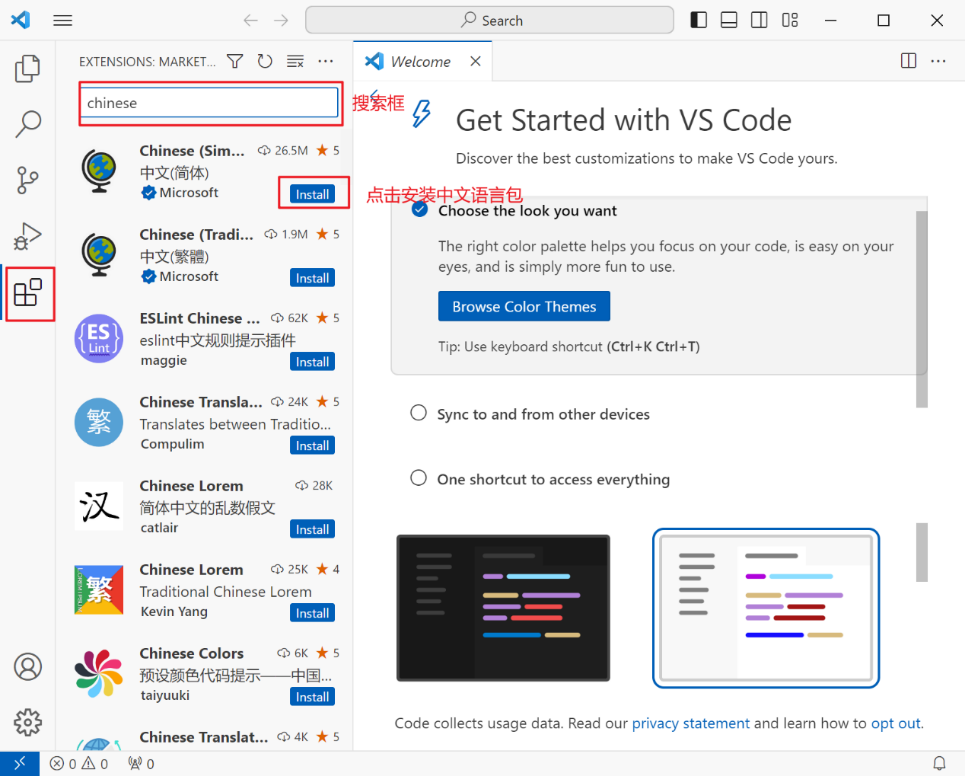 Search
EXTENSIONS: MARKET...
Welcome
chinese
搜索框
Get Started with VS Code
Discover the best customizations to make VS Code yours.
Chinese (Sim... 26.5M ★ 5
中文(简体)
Microsoft
Install
点击安装中文语言包
Chinese (Tradi... 1.9M ★ 5
中文(繁體)
Microsoft
Install
ESLint Chinese ... 62K ★ 5
eslint中文规则提示插件
maggie
Install
{ES}
Lint
Chinese Transla... 24K ★ 5
Translates between Traditio...
Compulim
Install
繁
Chinese Lorem 28K
简体中文的乱数假文
catlair
Install
汉
Chinese Lorem 25K ★ 4
Traditional Chinese Lorem
Kevin Yang
Install
繁
Chinese Colors 6K ★ 5
预设颜色代码提示——中国...
taiyuuki
Install
Chinese Translat... 4K ★ 5
Choose the look you want
The right color palette helps you focus on your code, is easy on your
eyes, and is simply more fun to use.
Browse Color Themes
Tip: Use keyboard shortcut (Ctrl+K Ctrl+T)
Sync to and from other devices
One shortcut to access everything
Code collects usage data. Read our privacy statement and learn how to opt out.
0 0 0